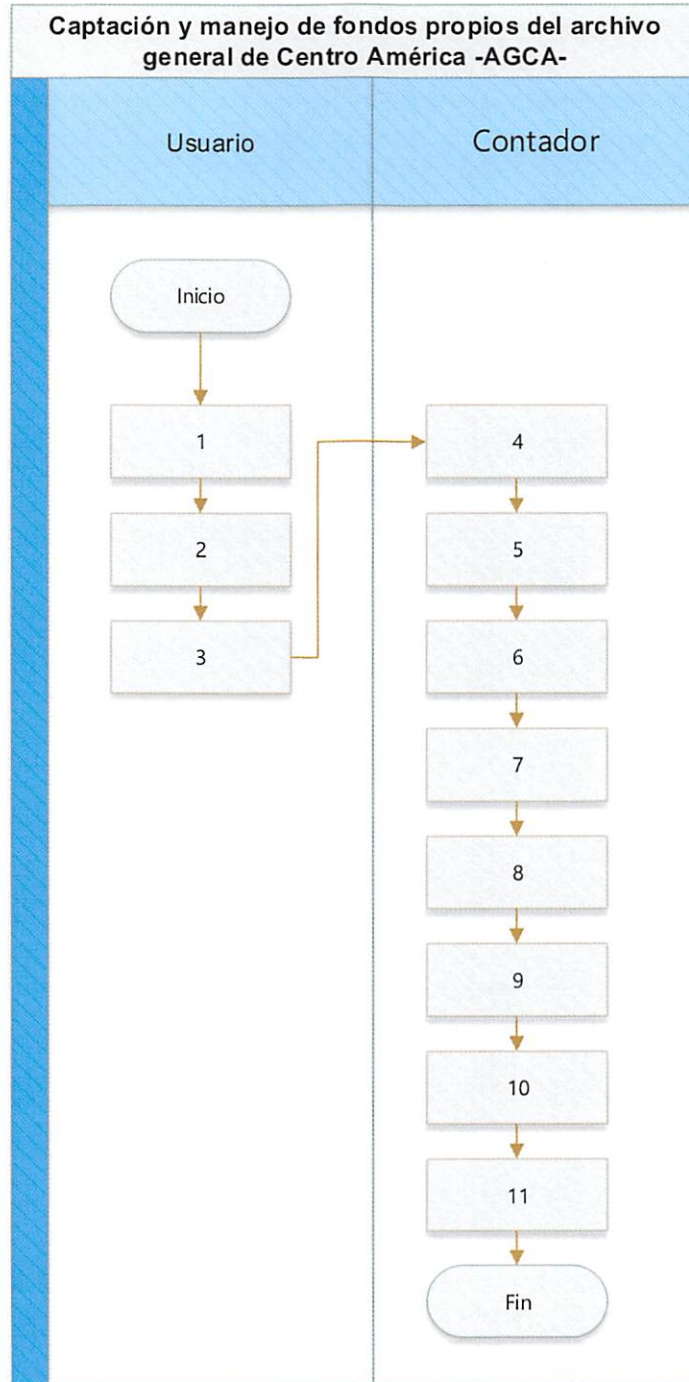 Captación y manejo de fondos propios del archivo
general de Centro América -AGCA-
Usuario
Contador
Inicio
1
2
3
4
5
6
7
8
9
10
11
Fin